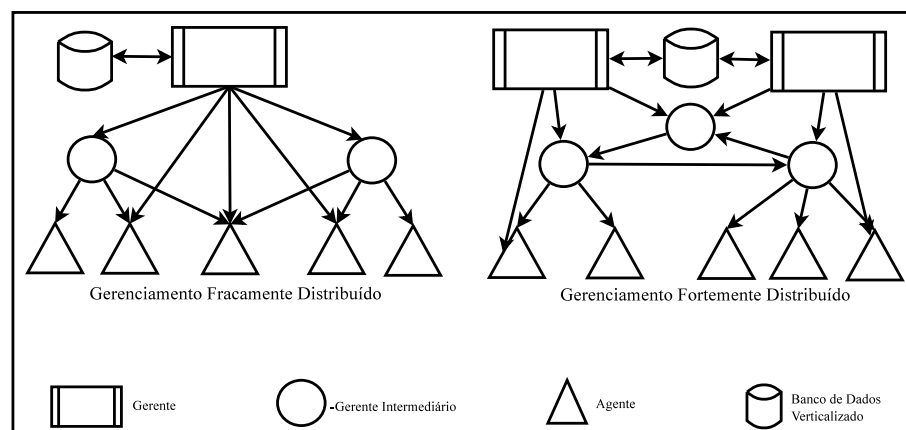 Gerenciamento Fracamente Distribuído
Gerenciamento Fortemente Distribuído
Gerente
-Gerente Intermediário
Agente
Banco de Dados
Verticalizado